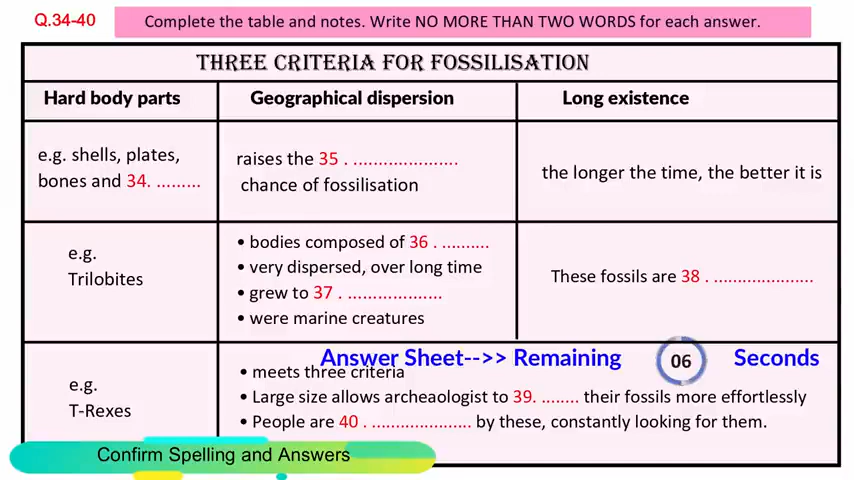 Q.34-40
Complete the table and notes. Write NO MORE THAN TWO WORDS for each answer.
THREE CRITERIA FOR FOSSILISATION
Hard body parts
Geographical dispersion
Long existence
e.g. shells, plates,
bones and 34. .........
raises the 35 . .....................
chance of fossilisation
the longer the time, the better it is
e.g.
Trilobites
• bodies composed of 36 . ..........
• very dispersed, over long time
• grew to 37 . ...................
• were marine creatures
These fossils are 38 . ....................
Answer Sheet-->> Remaining 06 Seconds
e.g.
T-Rexes
• meets three criteria
• Large size allows archaeologist to 39. ........ their fossils more effortlessly
• People are 40 . .................... by these, constantly looking for them.
Confirm Spelling and Answers